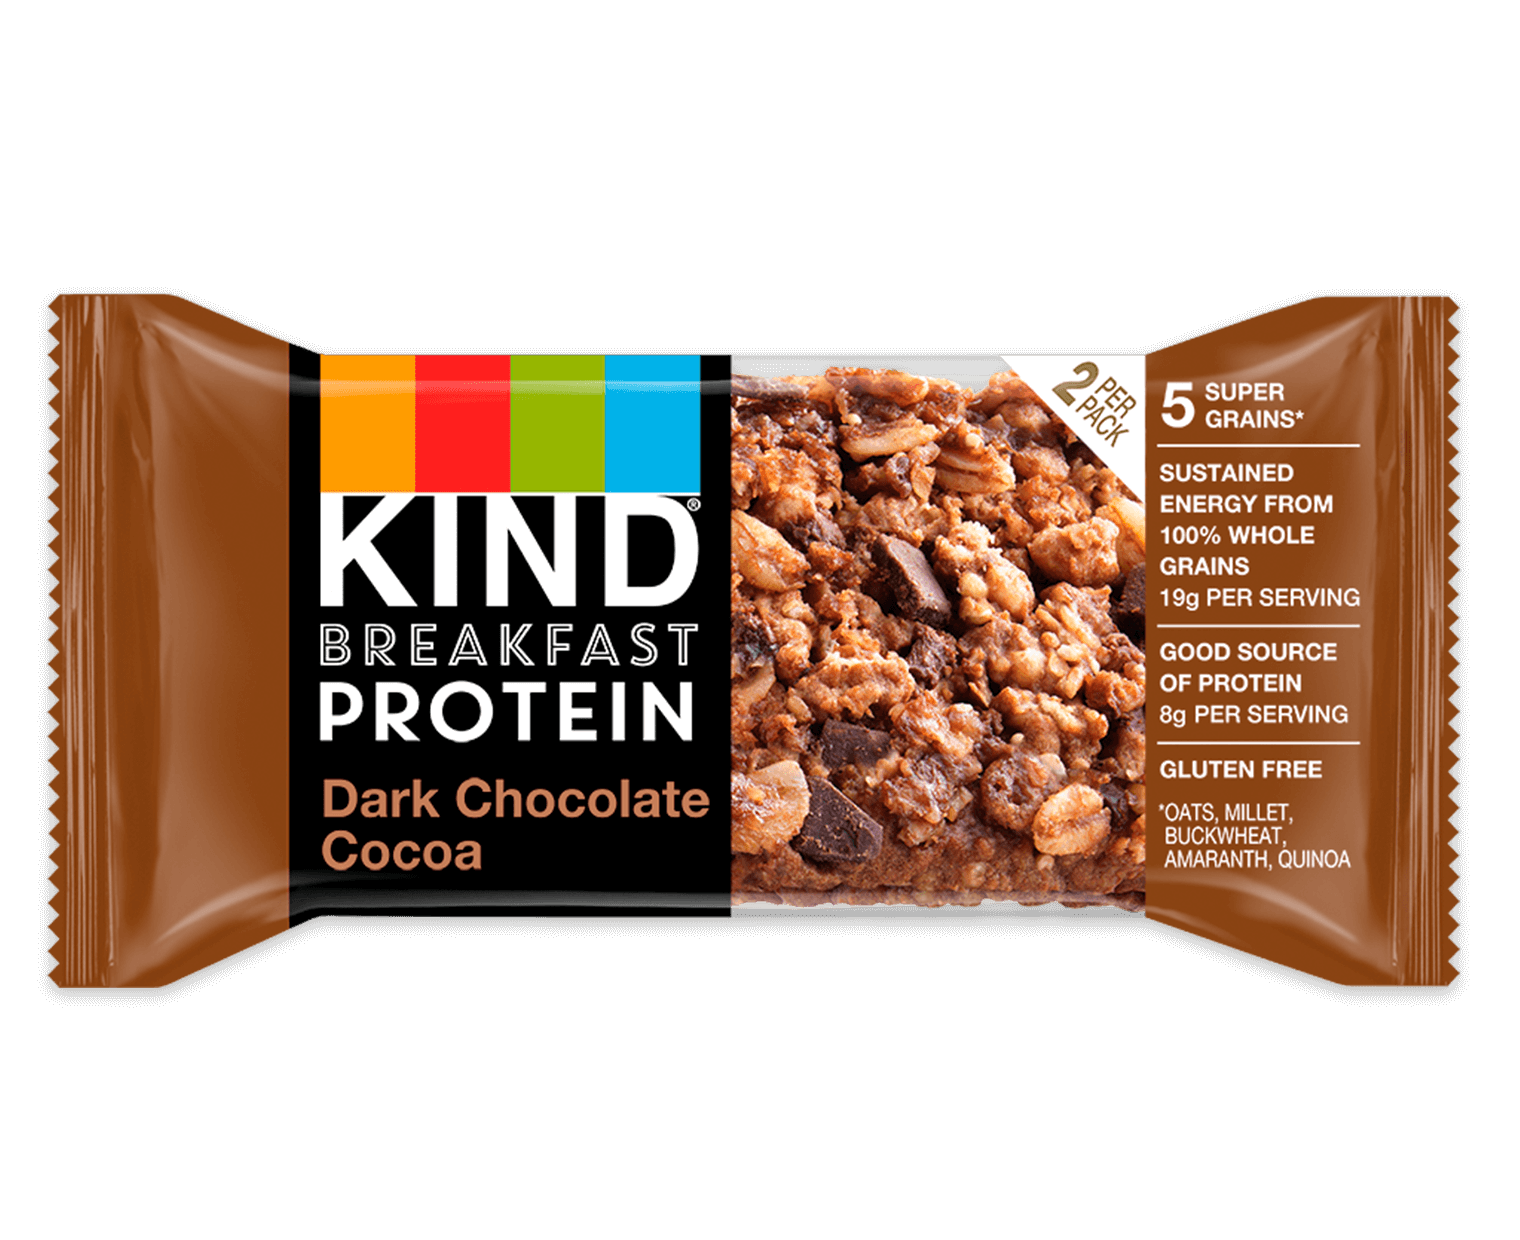 KIND®
BREAKFAST
PROTEIN
Dark Chocolate
Cocoa
2 PER
PACK
5 SUPER
GRAINS*
SUSTAINED
ENERGY FROM
100% WHOLE
GRAINS
19g PER SERVING
GOOD SOURCE
OF PROTEIN
8g PER SERVING
GLUTEN FREE
*OATS, MILLET,
BUCKWHEAT,
AMARANTH, QUINOA